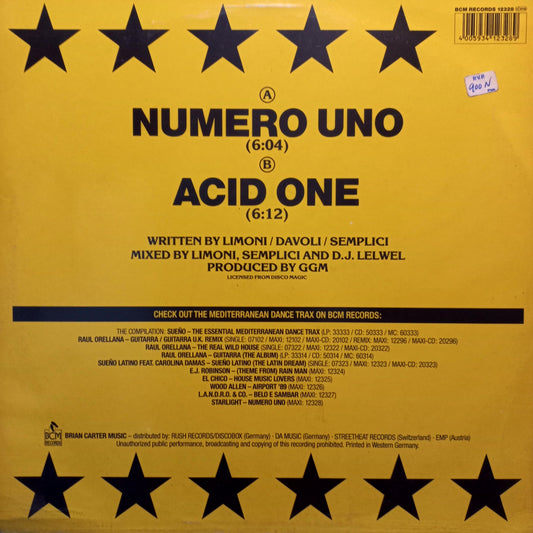 BCM RECORDS 12328
4 005934 123289
900 N
A
NUMERO UNO
(6:04)
B
ACID ONE
(6:12)
WRITTEN BY LIMONI / DAVOLI / SEMPLICI
MIXED BY LIMONI, SEMPLICI AND D.J. LELWEL
PRODUCED BY GGM
LICENSED FROM DISCO MAGIC
CHECK OUT THE MEDITERRANEAN DANCE TRAX ON BCM RECORDS:
THE COMPILATION: SUEÑO – THE ESSENTIAL MEDITERRANEAN DANCE TRAX (LP: 33333 / CD: 50333 / MC: 60333)
RAUL ORELLANA – GUITARRA / GUITARRA U.K. REMIX (SINGLE: 07102 / MAXI: 12102 / MAXI-CD: 20102 / REMIX-MAXI: 12296 / MAXI-CD: 20296)
RAUL ORELLANA – THE REAL WILD HOUSE (SINGLE: 07322 / MAXI: 12322 / MAXI-CD: 20322)
RAUL ORELLANA – GUITARRA (THE ALBUM) (LP: 33314 / CD: 50314 / MC: 60314)
SUEÑO LATINO FEAT. CAROLINA DAMAS – SUEÑO LATINO (THE LATIN DREAM) (SINGLE: 07323 / MAXI: 12323 / MAXI-CD: 20323)
E.J. ROBINSON – (THEME FROM) RAIN MAN (MAXI: 12324)
EL CHICO – HOUSE MUSIC LOVERS (MAXI: 12325)
WOOD ALLEN – AIRPORT '89 (MAXI: 12326)
L.A.N.D.R.O. & CO. – BELO E SAMBAR (MAXI: 12327)
STARLIGHT – NUMERO UNO (MAXI: 12328)
BCM RECORDS
BRIAN CARTER MUSIC – distributed by: RUSH RECORDS/DISCOBOX (Germany) · DA MUSIC (Germany) · STREETHEAT RECORDS (Switzerland) · EMP (Austria)
Unauthorized public performance, broadcasting and copying of this recording prohibited. Printed in Western Germany.